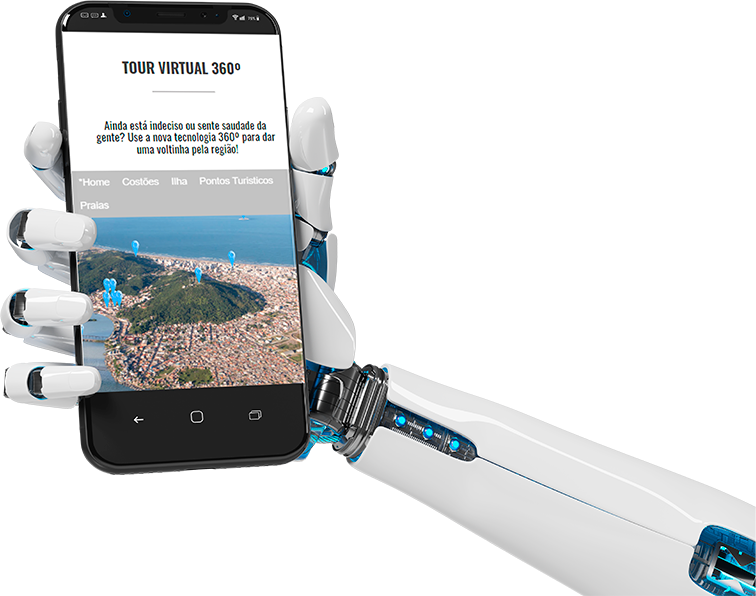 79%
TOUR VIRTUAL 360º
Ainda está indeciso ou sente saudade da
gente? Use a nova tecnologia 360º para dar
uma voltinha pela região!
*Home Costões Ilha Pontos Turisticos
Praias